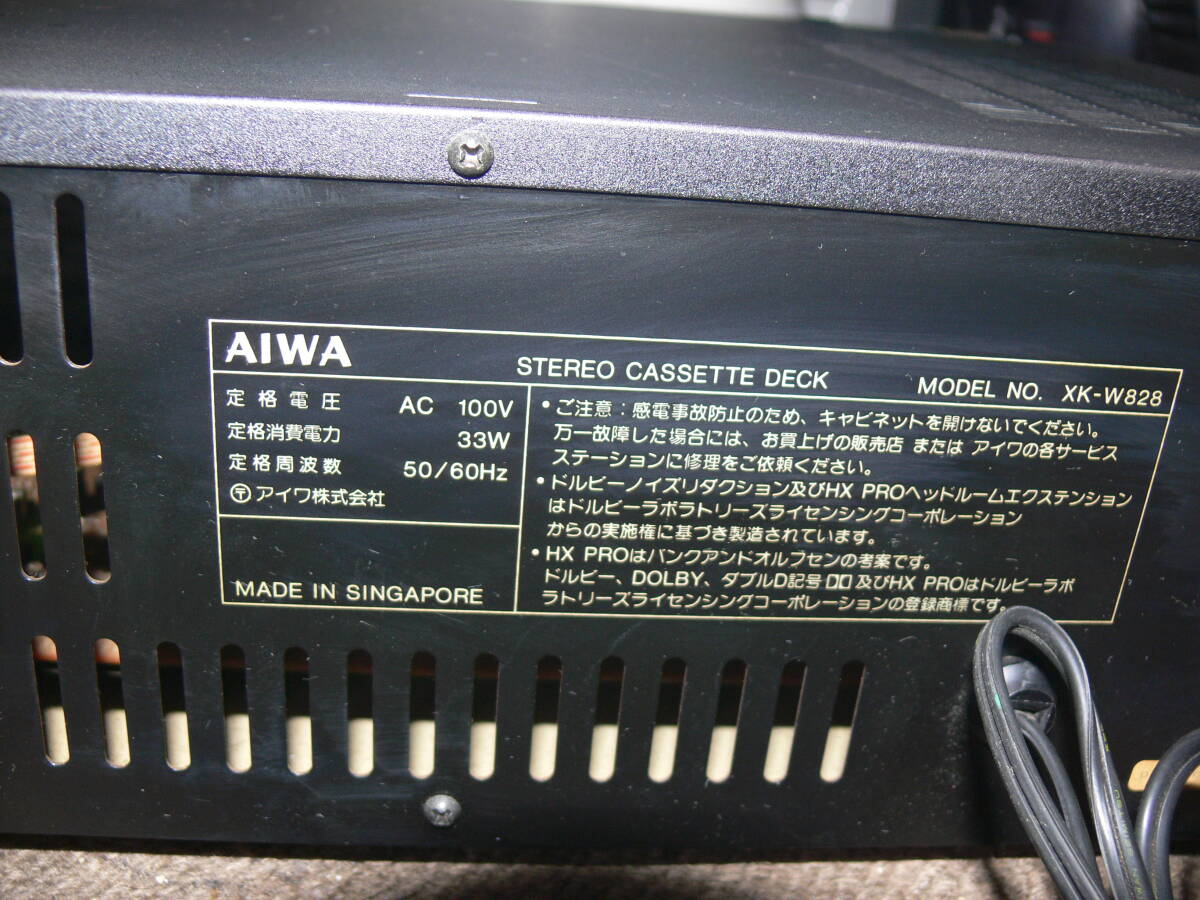 AIWA
STEREO CASSETTE DECK
MODEL NO. XK-W828
定格電圧 AC 100V
定格消費電力 33W
定格周波数 50/60Hz
〒アイワ株式会社
MADE IN SINGAPORE
•ご注意:感電事故防止のため、キャビネットを開けないでください。
万一故障した場合には、お買上げの販売店 または アイワの各サービス
ステーションに修理をご依頼ください。
•ドルビーノイズリダクション及びHX PROヘッドルームエクステンション
はドルビーラボラトリーズライセンシングコーポレーション
からの実施権に基づき製造されています。
•HX PROはバンクアンドオルフセンの考案です。
ドルビー、DOLBY、ダブルD記号 及びHX PROはドルビーラボ
ラトリーズライセンシングコーポレーションの登録商標です。